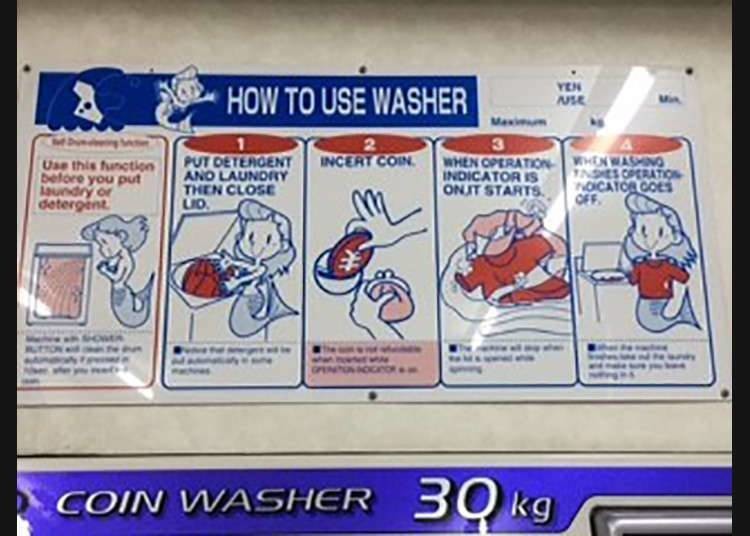 HOW TO USE WASHER
YEN
/USE
Min.
Maximum
kg
Self Drum-cleaning function
Use this function
before you put
laundry or
detergent.
Machine with SHOWER
BUTTON will clean the drum
automatically if pressed in
10sec. after you insert
coin.
1
PUT DETERGENT
AND LAUNDRY
THEN CLOSE
LID.
■Notice that detergent will be
put automatically in some
machines.
2
INCERT COIN.
■The coin is not refundable
when inserted while
OPERATION-INDICATOR is on.
3
WHEN OPERATION-
INDICATOR IS
ON,IT STARTS.
■The machine will stop when
the lid is opened while
spinning.
4
WHEN WASHING
FINISHES OPERATION-
INDICATOR GOES
OFF.
■When the machine
finishes,take out the laundry
and make sure you leave
nothing in it.
COIN WASHER 30 kg